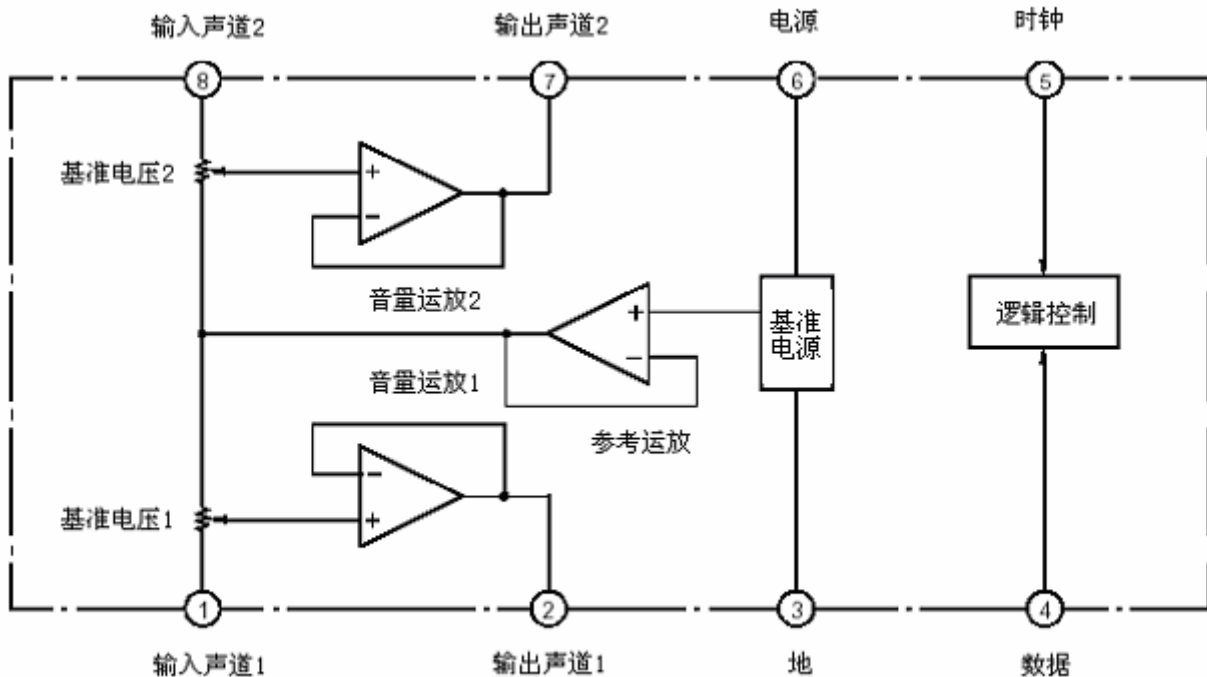 输入声道2
输出声道2
电源
时钟
8
7
6
5
基准电压2
+
−
音量运放2
+
−
基准
电源
逻辑控制
音量运放1
参考运放
−
+
基准电压1
1
2
3
4
输入声道1
输出声道1
地
数据